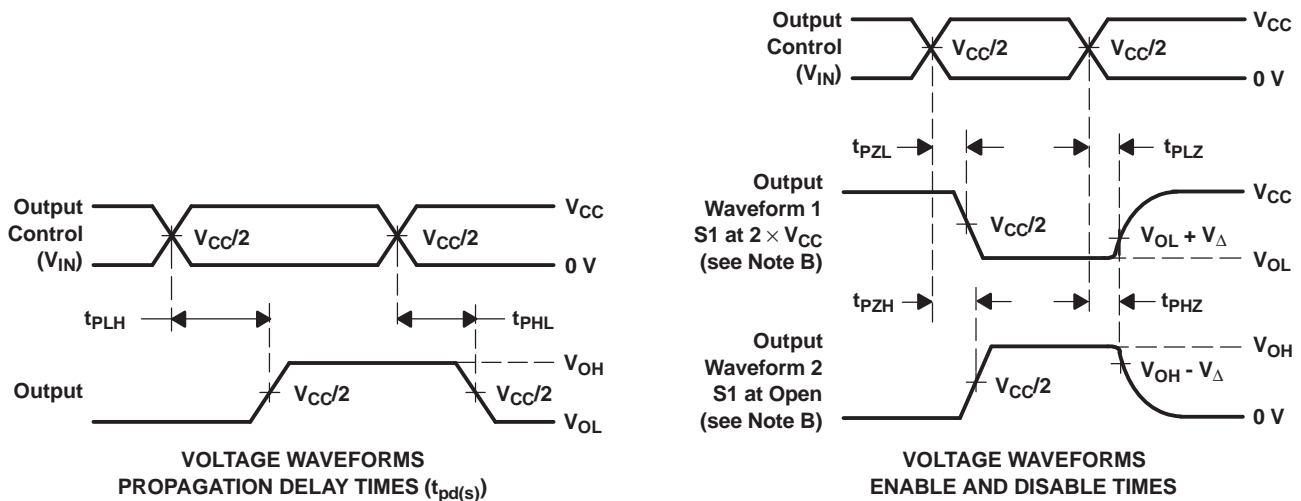 Output
Control
(VIN)
VCC/2
VCC/2
VCC
0 V
tPLH
tPHL
Output
VCC/2
VCC/2
VOH
VOL
VOLTAGE WAVEFORMS
PROPAGATION DELAY TIMES (tpd(s))
Output
Control
(VIN)
VCC/2
VCC/2
VCC
0 V
tPZL
tPLZ
Output
Waveform 1
S1 at 2 × VCC
(see Note B)
VCC/2
VCC
VOL + VΔ
VOL
tPZH
tPHZ
Output
Waveform 2
S1 at Open
(see Note B)
VCC/2
VOH
VOH - VΔ
0 V
VOLTAGE WAVEFORMS
ENABLE AND DISABLE TIMES